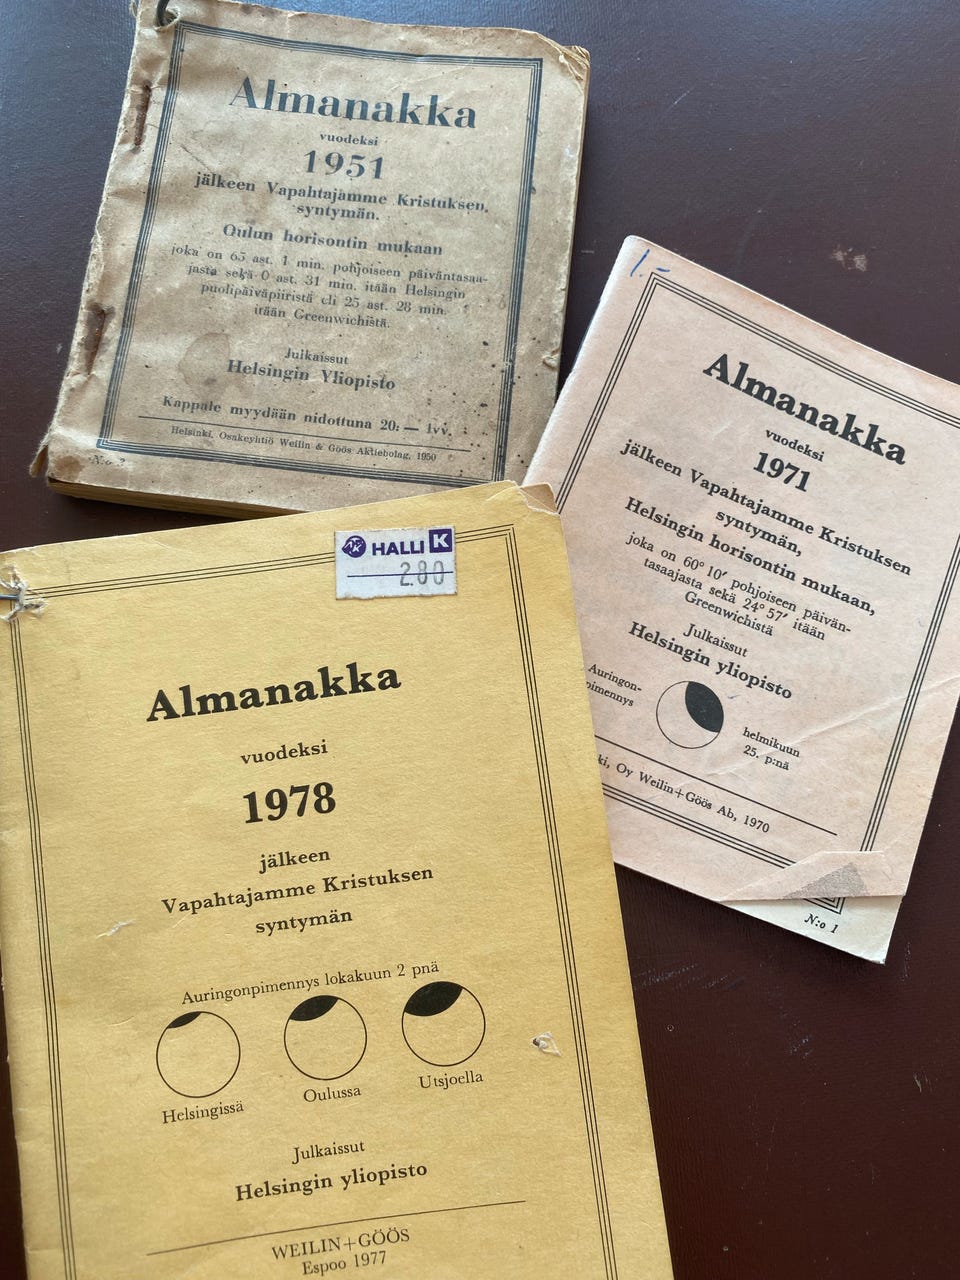 Almanakka
vuodeksi
1951
jälkeen Vapahtajamme Kristuksen
syntymän.
Oulun horisontin mukaan
joka on 65 ast. 1 min. pohjoiseen päiväntasaa-
jasta sekä 0 ast. 31 min. itään Helsingin
puolipäiväpiiristä eli 25 ast. 28 min.
itään Greenwichistä.
Julkaissut
Helsingin Yliopisto
Kappale myydään nidottuna 20: — lvv.
Helsinki, Osakeyhtiö Weilin & Göös Aktiebolag, 1950
N:o 2
1.-
Almanakka
vuodeksi
1971
jälkeen Vapahtajamme Kristuksen
syntymän,
Helsingin horisontin mukaan,
joka on 60° 10′ pohjoiseen päivän-
tasaajasta sekä 24° 57′ itään
Greenwichistä
Julkaissut
Helsingin yliopisto
Auringon-
pimennys
helmikuun
25. p:nä
ki, Oy Weilin+Göös Ab, 1970
N:o 1
HALLI K
2.80
Almanakka
vuodeksi
1978
jälkeen
Vapahtajamme Kristuksen
syntymän
Auringonpimennys lokakuun 2 pnä
Helsingissä
Oulussa
Utsjoella
Julkaissut
Helsingin yliopisto
WEILIN+GÖÖS
Espoo 1977